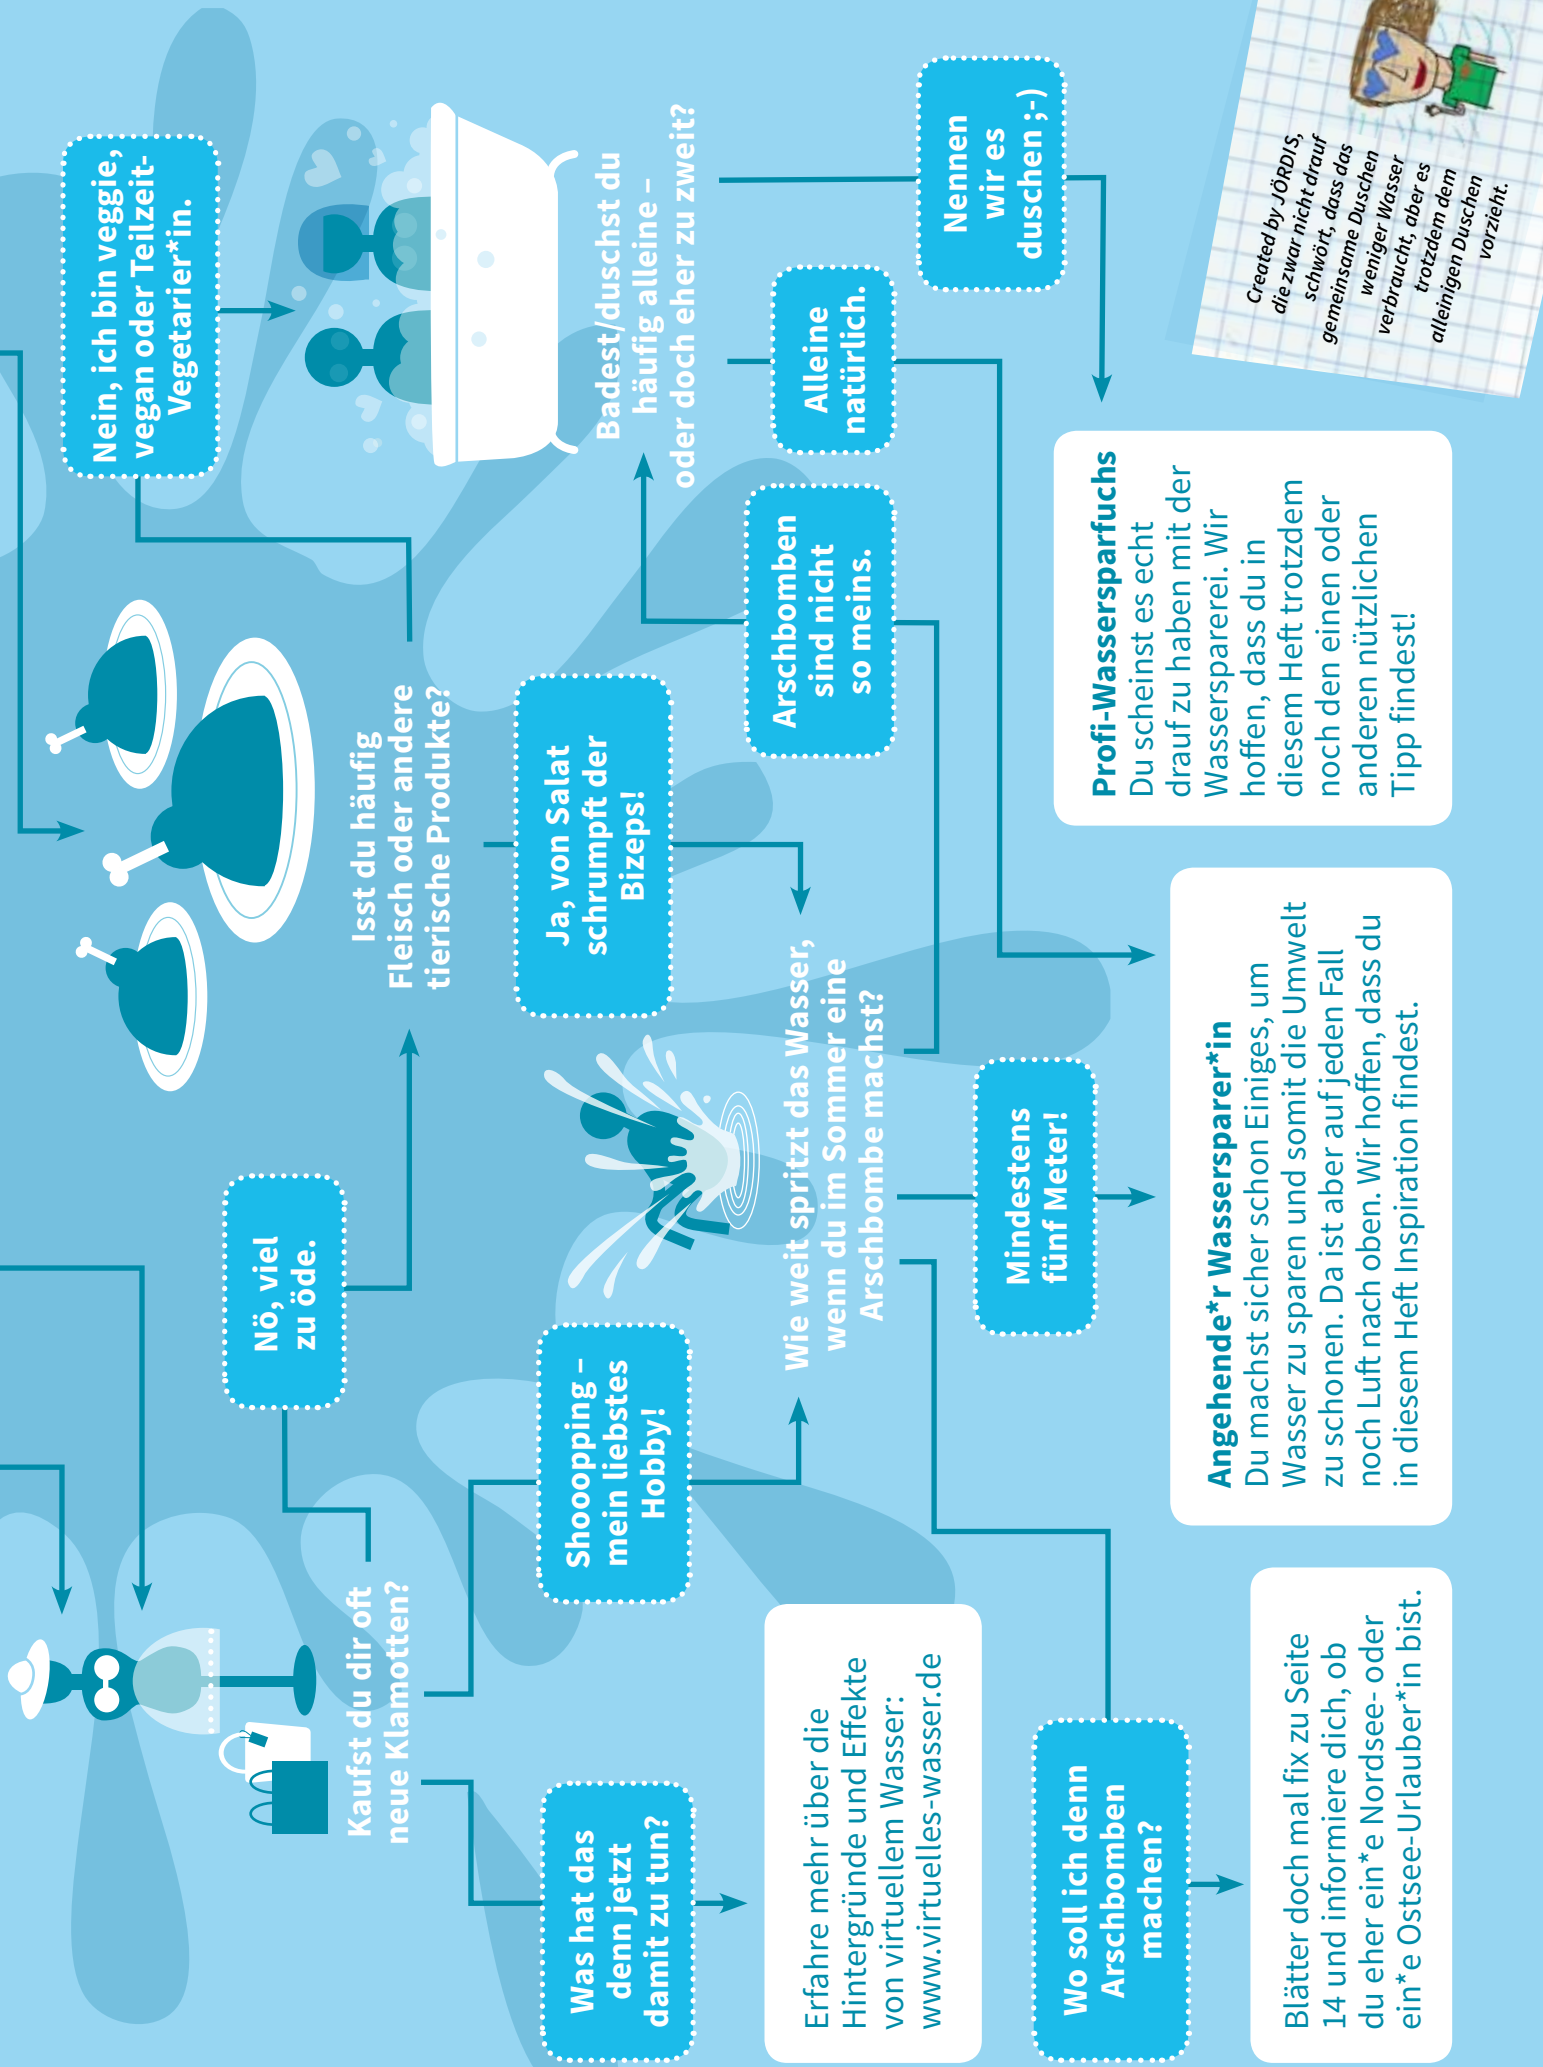 Kaufst du dir oft
neue Klamotten?
Was hat das
denn jetzt
damit zu tun?
Erfahre mehr über die
Hintergründe und Effekte
von virtuellem Wasser:
www.virtuelles-wasser.de
Shooopping –
mein liebstes
Hobby!
Nö, viel
zu öde.
Isst du häufig
Fleisch oder andere
tierische Produkte?
Ja, von Salat
schrumpft der
Bizeps!
Nein, ich bin veggie,
vegan oder Teilzeit-
Vegetarier*in.
Wie weit spritzt das Wasser,
wenn du im Sommer eine
Arschbombe machst?
Wo soll ich denn
Arschbomben
machen?
Blätter doch mal fix zu Seite
14 und informiere dich, ob
du eher ein*e Nordsee- oder
ein*e Ostsee-Urlauber*in bist.
Mindestens
fünf Meter!
Arschbomben
sind nicht
so meins.
Badest/duschst du
häufig alleine –
oder doch eher zu zweit?
Alleine
natürlich.
Nennen
wir es
duschen ;-)
Angehende*r Wassersparer*in
Du machst sicher schon Einiges, um
Wasser zu sparen und somit die Umwelt
zu schonen. Da ist aber auf jeden Fall
noch Luft nach oben. Wir hoffen, dass du
in diesem Heft Inspiration findest.
Profi-Wassersparfuchs
Du scheinst es echt
drauf zu haben mit der
Wassersparerei. Wir
hoffen, dass du in
diesem Heft trotzdem
noch den einen oder
anderen nützlichen
Tipp findest!
Created by JÖRDIS,
die zwar nicht drauf
schwört, dass das
gemeinsame Duschen
weniger Wasser
verbraucht, aber es
trotzdem dem
alleinigen Duschen
vorzieht.